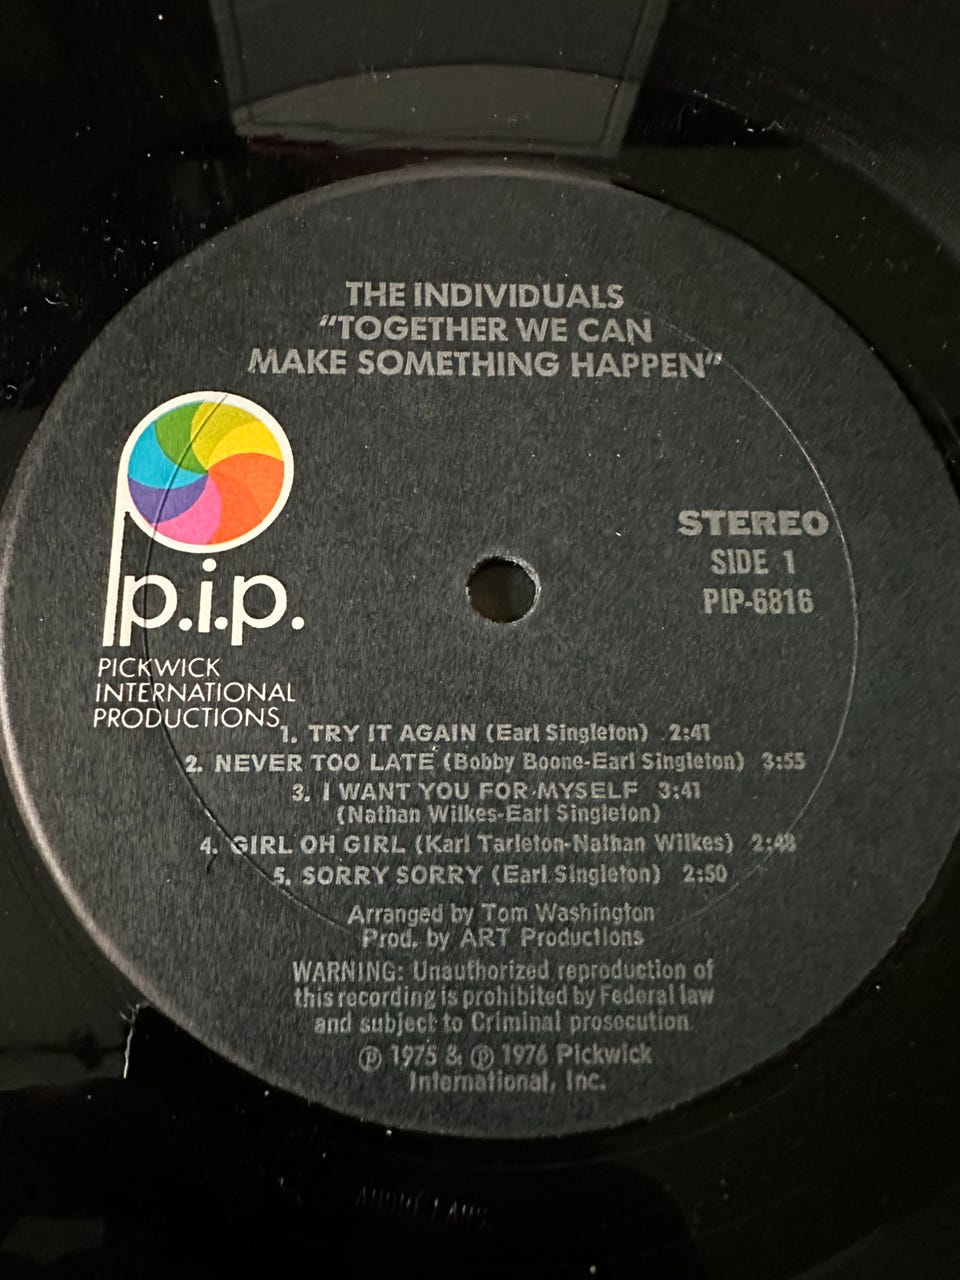 THE INDIVIDUALS
"TOGETHER WE CAN
MAKE SOMETHING HAPPEN"
p.i.p.
PICKWICK
INTERNATIONAL
PRODUCTIONS
STEREO
SIDE 1
PIP-6816
1. TRY IT AGAIN (Earl Singleton) 2:41
2. NEVER TOO LATE (Bobby Boone-Earl Singleton) 3:55
3. I WANT YOU FOR MYSELF 3:41
(Nathan Wilkes-Earl Singleton)
4. GIRL OH GIRL (Karl Tarleton-Nathan Wilkes) 2:48
5. SORRY SORRY (Earl Singleton) 2:50
Arranged by Tom Washington
Prod. by ART Productions
WARNING: Unauthorized reproduction of
this recording is prohibited by Federal law
and subject to Criminal prosecution
℗ 1975 & ℗ 1976 Pickwick
International, Inc.